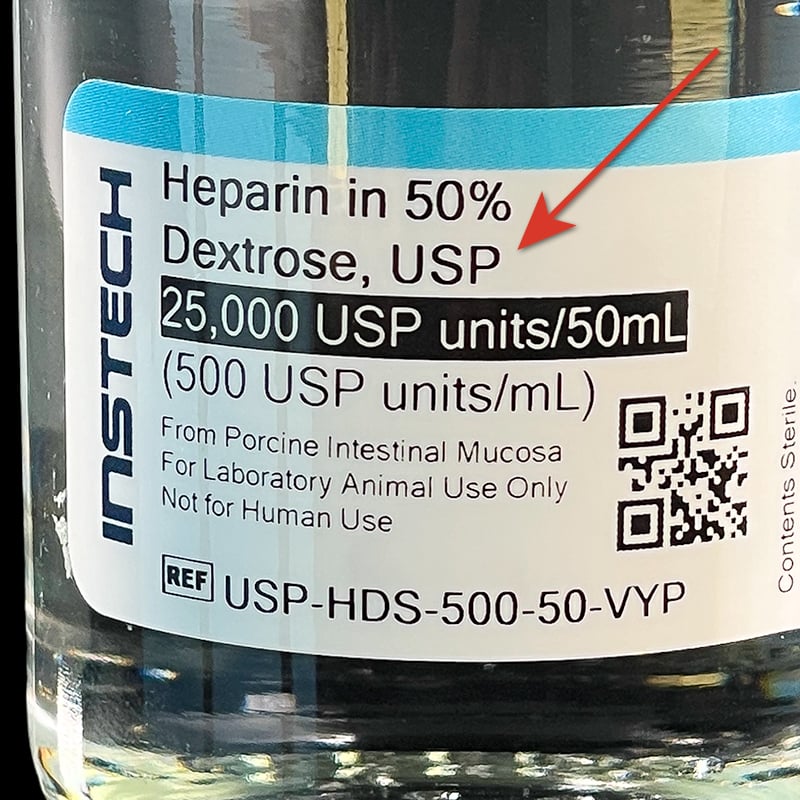 INSTECH
Heparin in 50%
Dextrose, USP
25,000 USP units/50mL
(500 USP units/mL)
From Porcine Intestinal Mucosa
For Laboratory Animal Use Only
Not for Human Use
REF USP-HDS-500-50-VYP
Contents Sterile.